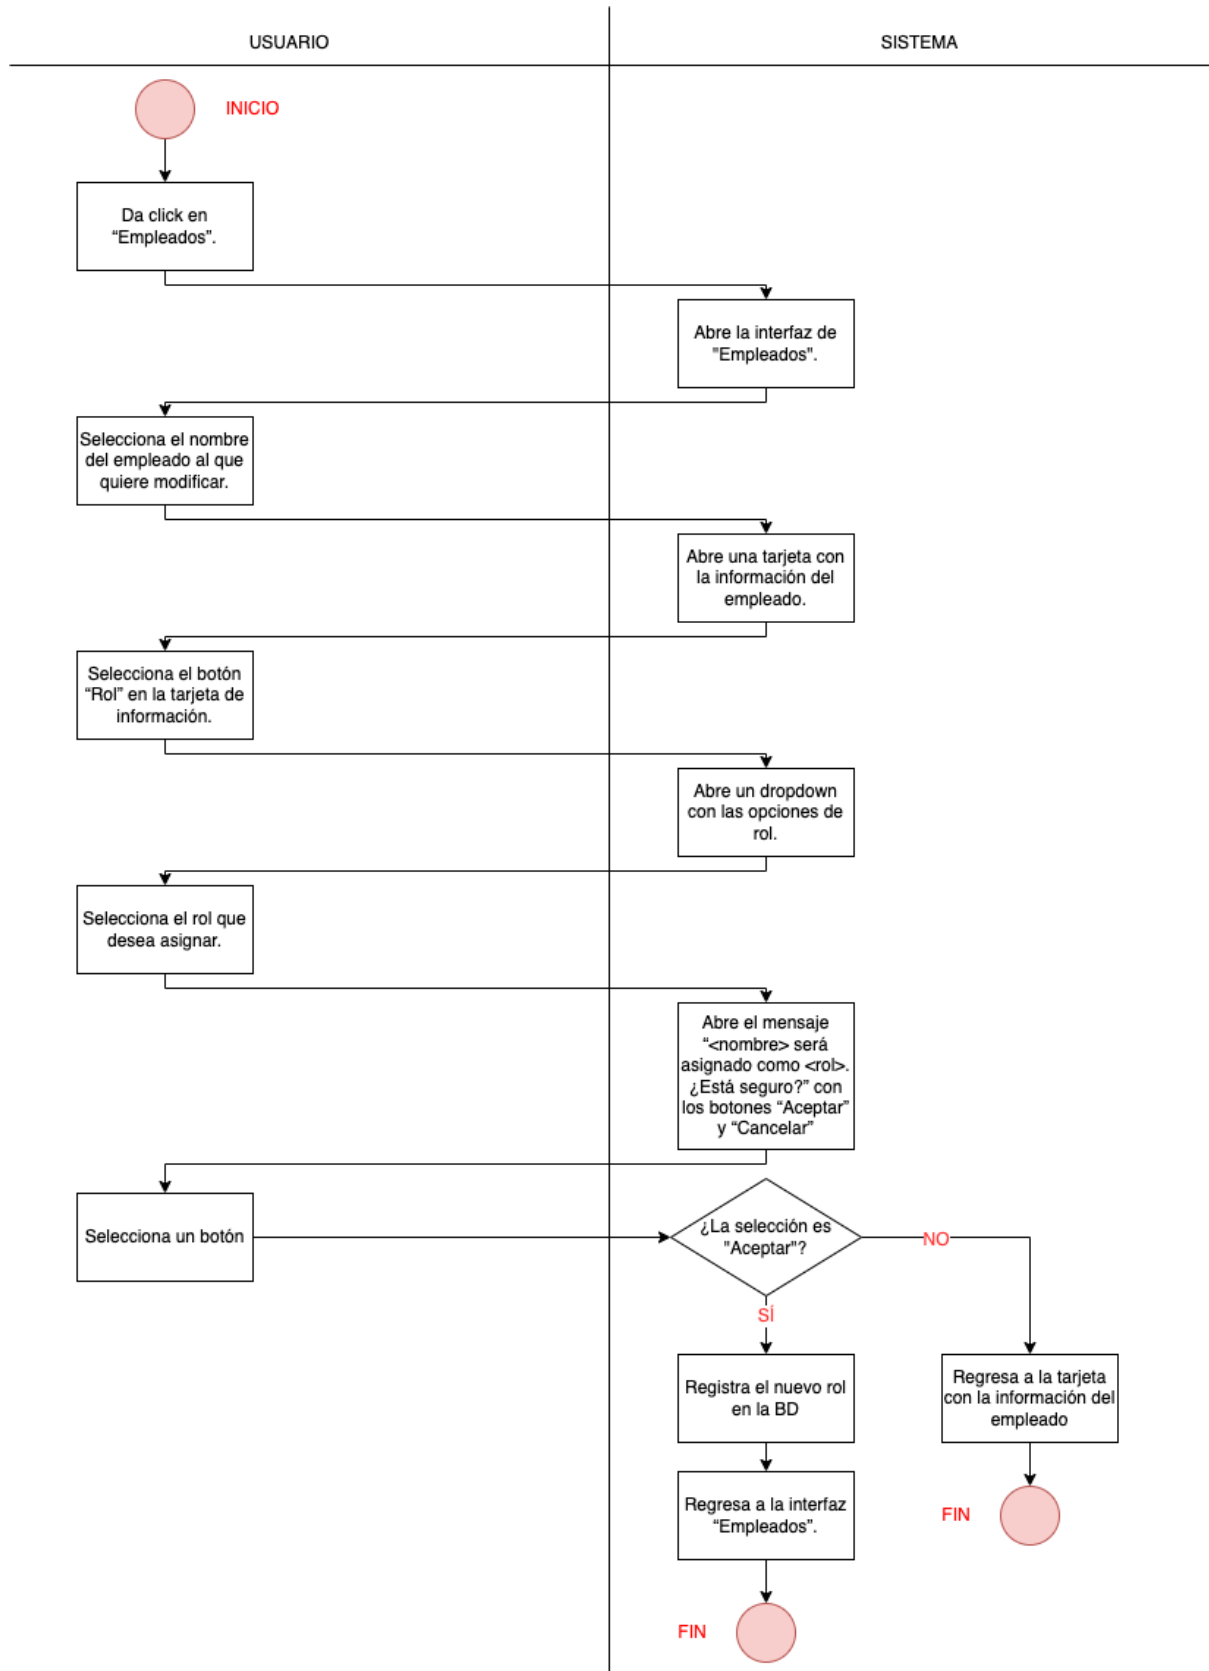 USUARIO
SISTEMA
INICIO
Da click en
“Empleados”.
Abre la interfaz de
"Empleados".
Selecciona el nombre
del empleado al que
quiere modificar.
Abre una tarjeta con
la información del
empleado.
Selecciona el botón
“Rol” en la tarjeta de
información.
Abre un dropdown
con las opciones de
rol.
Selecciona el rol que
desea asignar.
Abre el mensaje
“<nombre> será
asignado como <rol>.
¿Está seguro?” con
los botones “Aceptar”
y “Cancelar”
Selecciona un botón
¿La selección es
"Aceptar"?
NO
SÍ
Registra el nuevo rol
en la BD
Regresa a la tarjeta
con la información del
empleado
Regresa a la interfaz
“Empleados”.
FIN
FIN